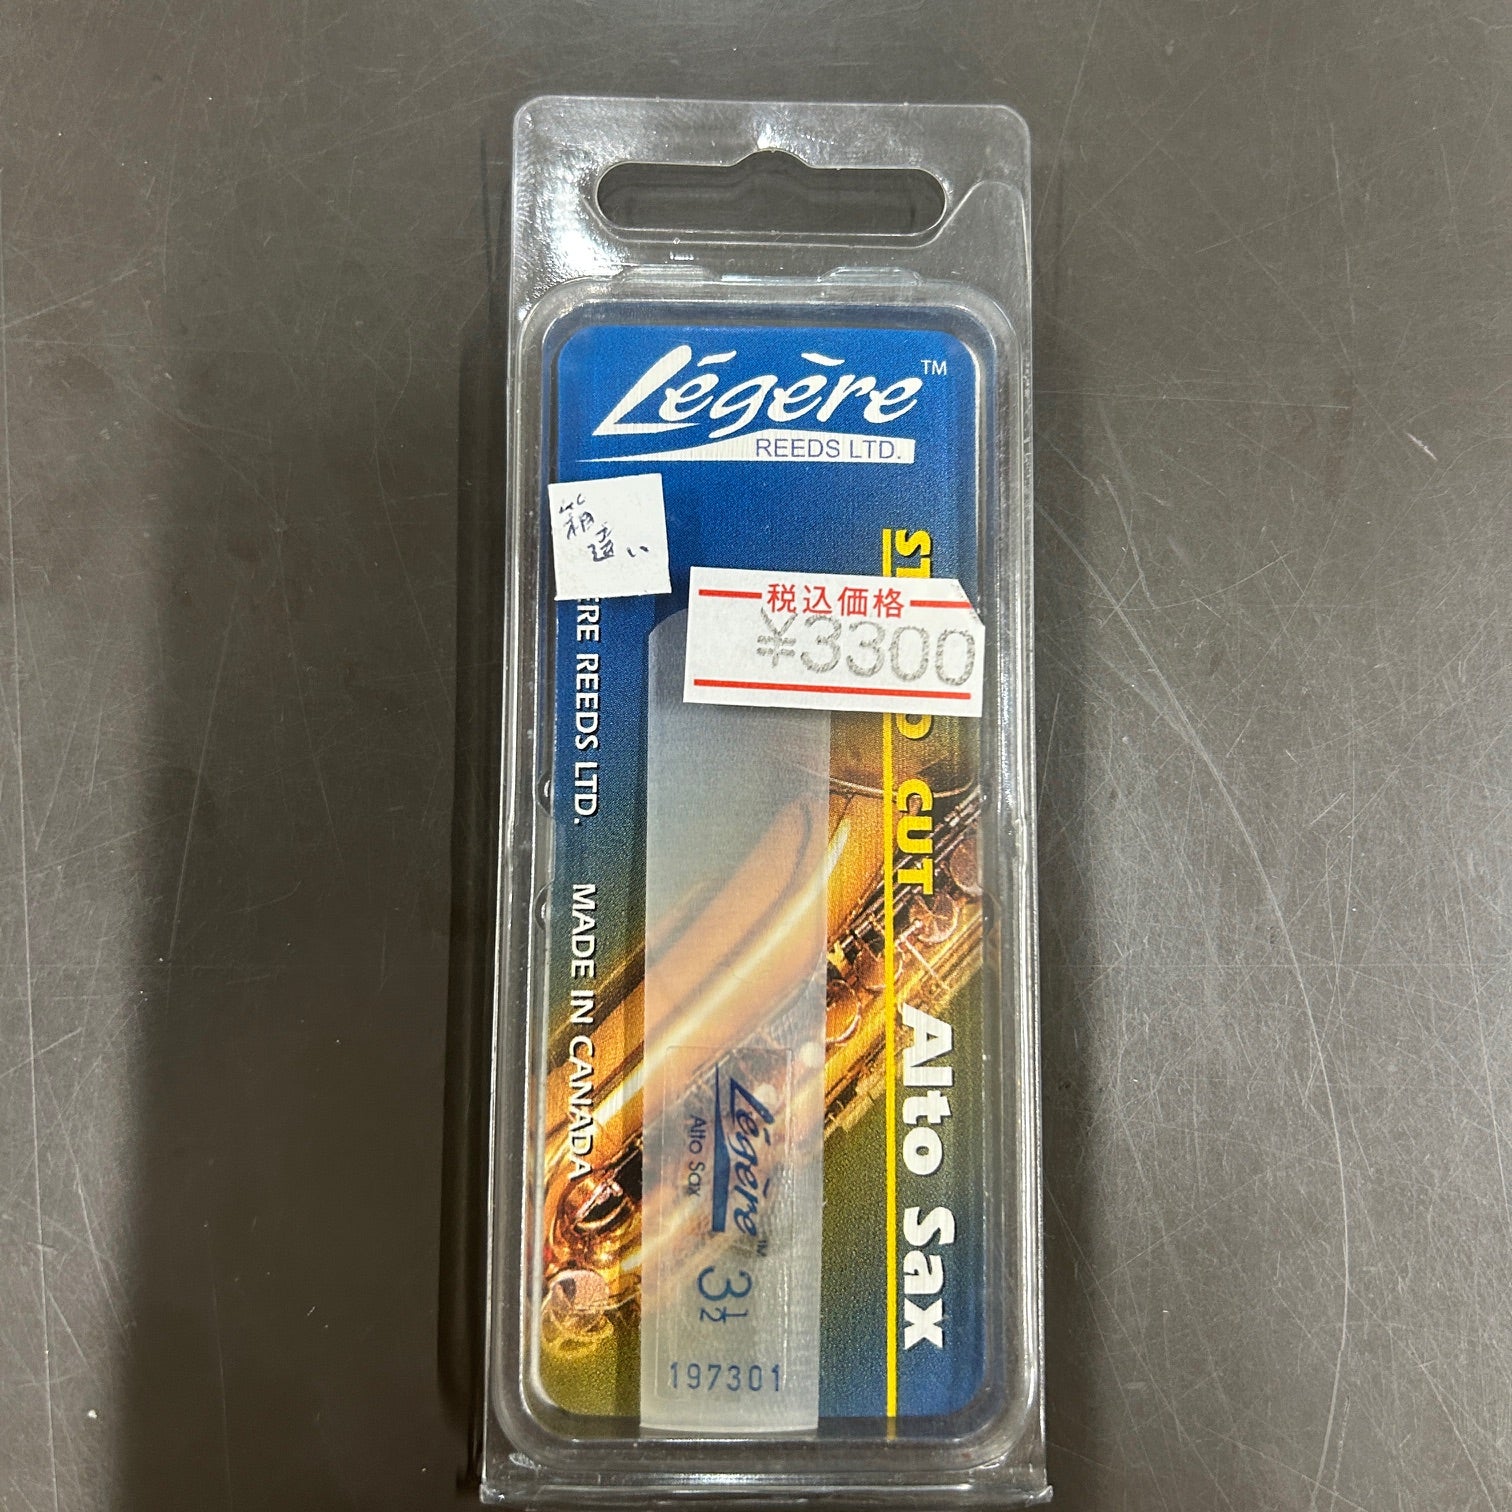 Légère™
REEDS LTD.
箱
違い
税込価格
¥3300
ERE REEDS LTD. MADE IN CANADA
CUT Alto Sax
Légère™ 3½
Alto Sax
197301